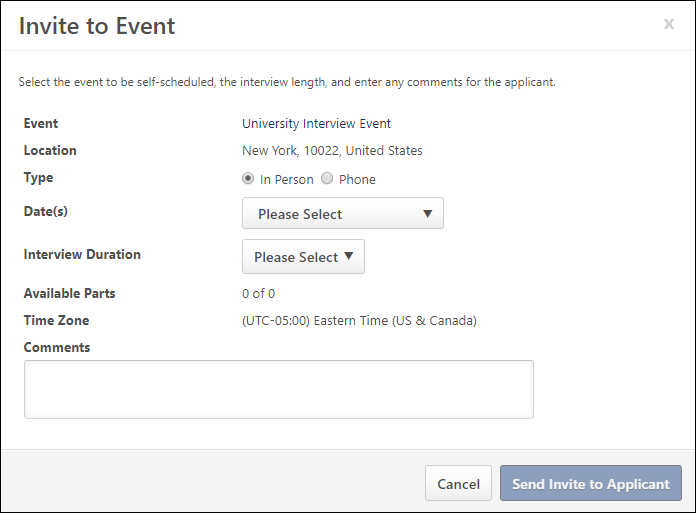 Invite to Event
x
Select the event to be self-scheduled, the interview length, and enter any comments for the applicant.
Event University Interview Event
Location New York, 10022, United States
Type In Person Phone
Date(s) Please Select
Interview Duration Please Select
Available Parts 0 of 0
Time Zone (UTC-05:00) Eastern Time (US & Canada)
Comments
Cancel Send Invite to Applicant